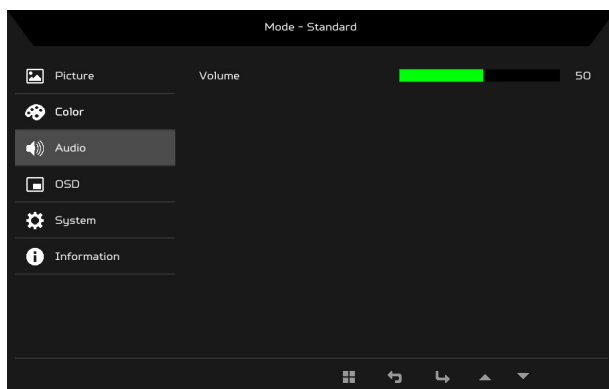 Mode - Standard
Picture
Volume 50
Color
Audio
OSD
System
Information